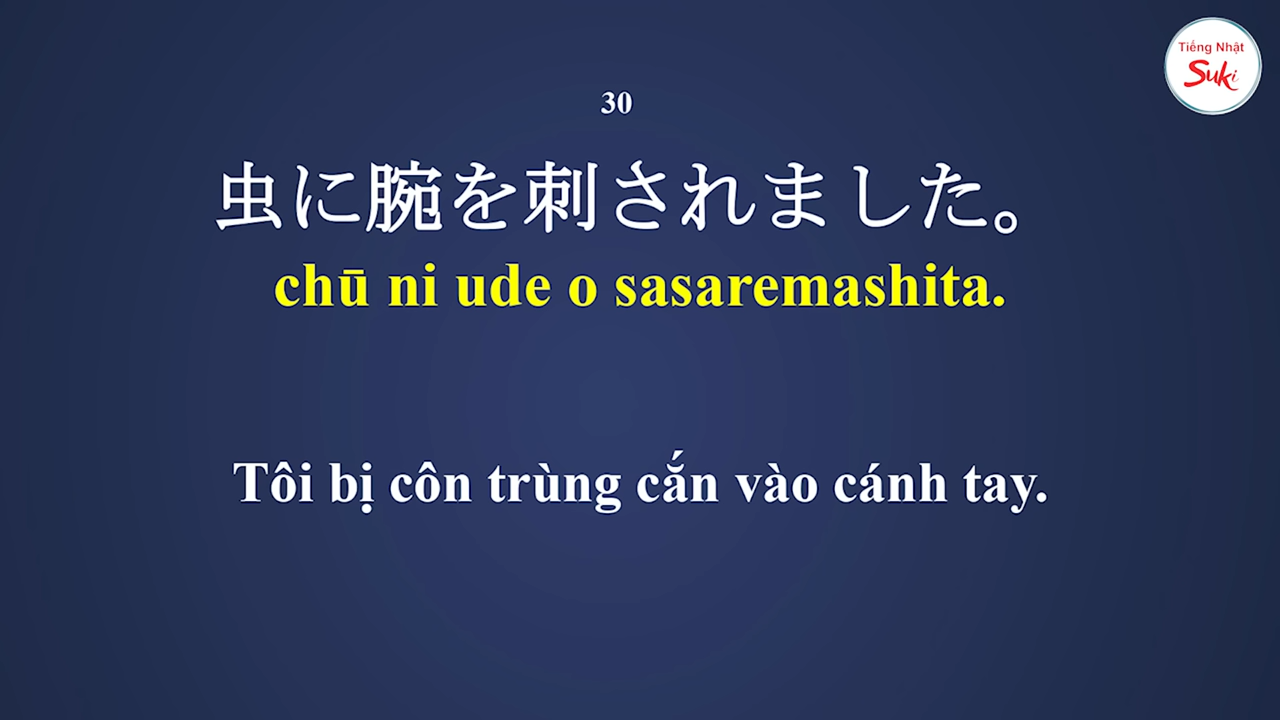 Tiếng Nhật
Suki
30
虫に腕を刺されました。
chū ni ude o sasaremashita.
Tôi bị côn trùng cắn vào cánh tay.